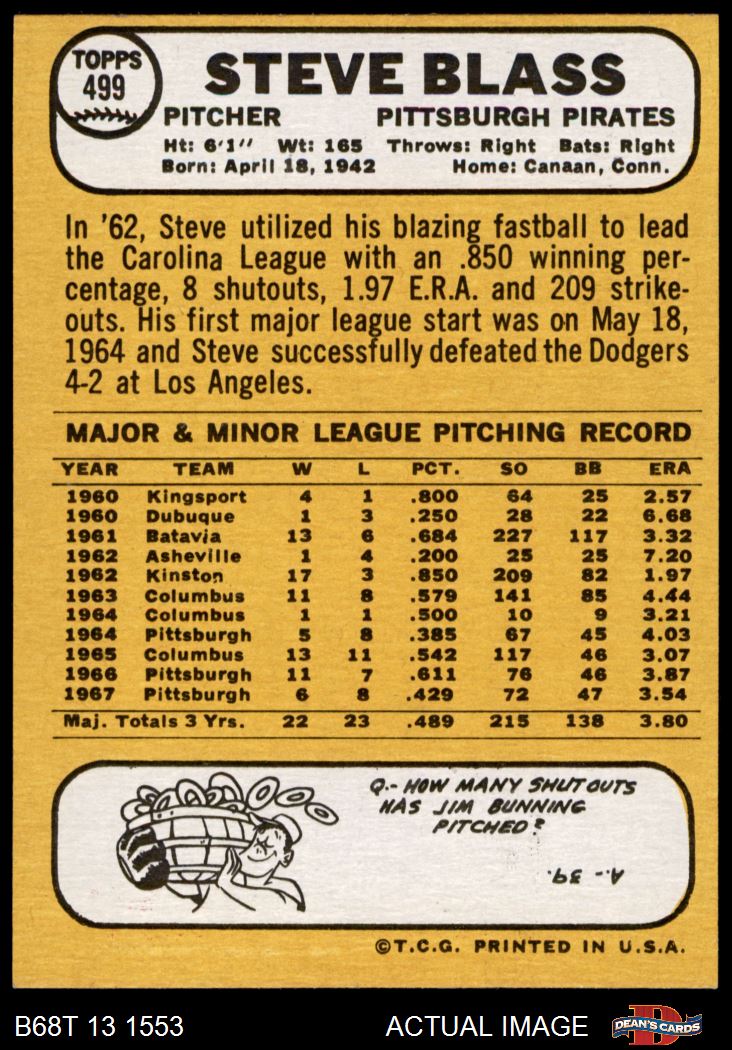 TOPPS
499
STEVE BLASS
PITCHER PITTSBURGH PIRATES
Ht: 6'1" Wt: 165 Throws: Right Bats: Right
Born: April 18, 1942 Home: Canaan, Conn.
In '62, Steve utilized his blazing fastball to lead
the Carolina League with an .850 winning per-
centage, 8 shutouts, 1.97 E.R.A. and 209 strike-
outs. His first major league start was on May 18,
1964 and Steve successfully defeated the Dodgers
4-2 at Los Angeles.
MAJOR & MINOR LEAGUE PITCHING RECORD
YEAR TEAM W L PCT. SO BB ERA
1960 Kingsport 4 1 .800 64 25 2.57
1960 Dubuque 1 3 .250 28 22 6.68
1961 Batavia 13 6 .684 227 117 3.32
1962 Asheville 1 4 .200 25 25 7.20
1962 Kinston 17 3 .850 209 82 1.97
1963 Columbus 11 8 .579 141 85 4.44
1964 Columbus 1 1 .500 10 9 3.21
1964 Pittsburgh 5 8 .385 67 45 4.03
1965 Columbus 13 11 .542 117 46 3.07
1966 Pittsburgh 11 7 .611 76 46 3.87
1967 Pittsburgh 6 8 .429 72 47 3.54
Maj. Totals 3 Yrs. 22 23 .489 215 138 3.80
Q.- HOW MANY SHUTOUTS
HAS JIM BUNNING
PITCHED?
A.- 39.
©T.C.G. PRINTED IN U.S.A.
B68T 13 1553 ACTUAL IMAGE DEAN'S CARDS